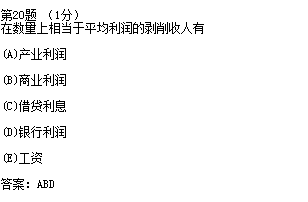 第20题 （1分）
在数量上相当于平均利润的剥削收人有
(A)产业利润
(B)商业利润
(C)借贷利息
(D)银行利润
(E)工资
答案：ABD